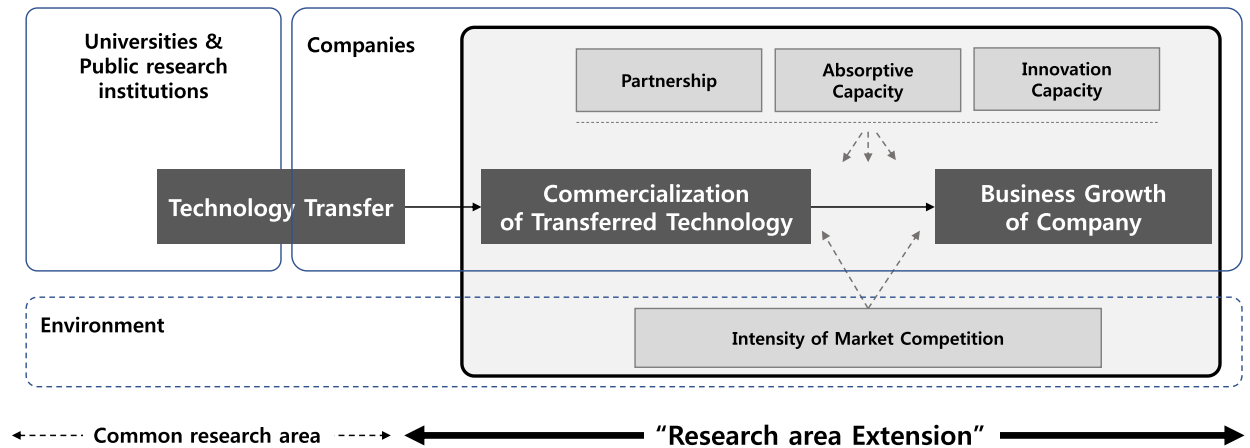 Universities &
Public research
institutions
Companies
Partnership
Absorptive
Capacity
Innovation
Capacity
Technology Transfer
Commercialization
of Transferred Technology
Business Growth
of Company
Environment
Intensity of Market Competition
Common research area
“Research area Extension”